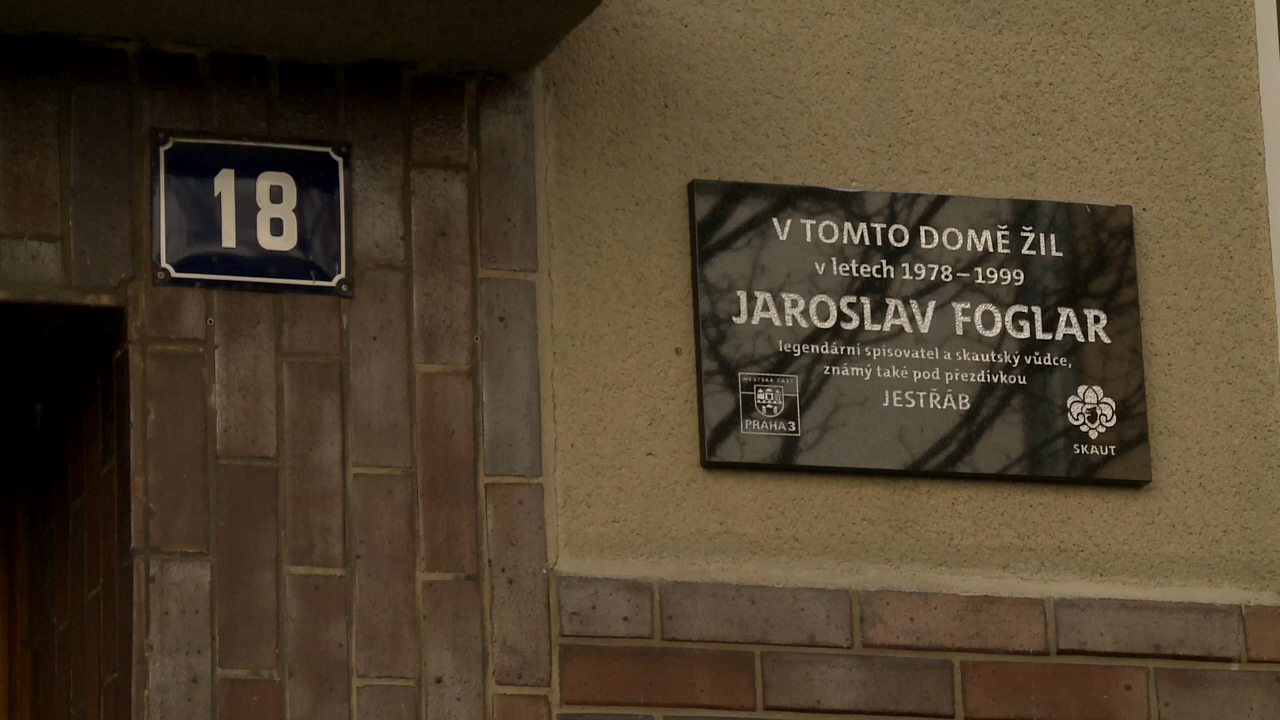 18
V TOMTO DOMĚ ŽIL
v letech 1978–1999
JAROSLAV FOGLAR
legendární spisovatel a skautský vůdce,
známý také pod přezdívkou
JESTŘÁB
MĚSTSKÁ ČÁST
PRAHA 3
SKAUT